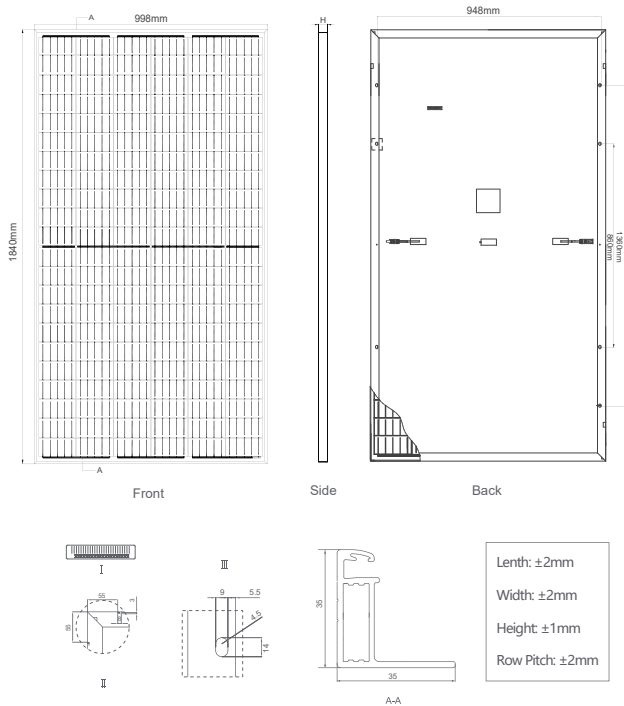 A
998mm
H
948mm
1840mm
1360mm
860mm
A
Front
Side
Back
Ⅰ
Ⅲ
55
3
8
55
Ⅱ
9
5.5
4.5
14
35
35
A-A
Lenth: ±2mm
Width: ±2mm
Height: ±1mm
Row Pitch: ±2mm